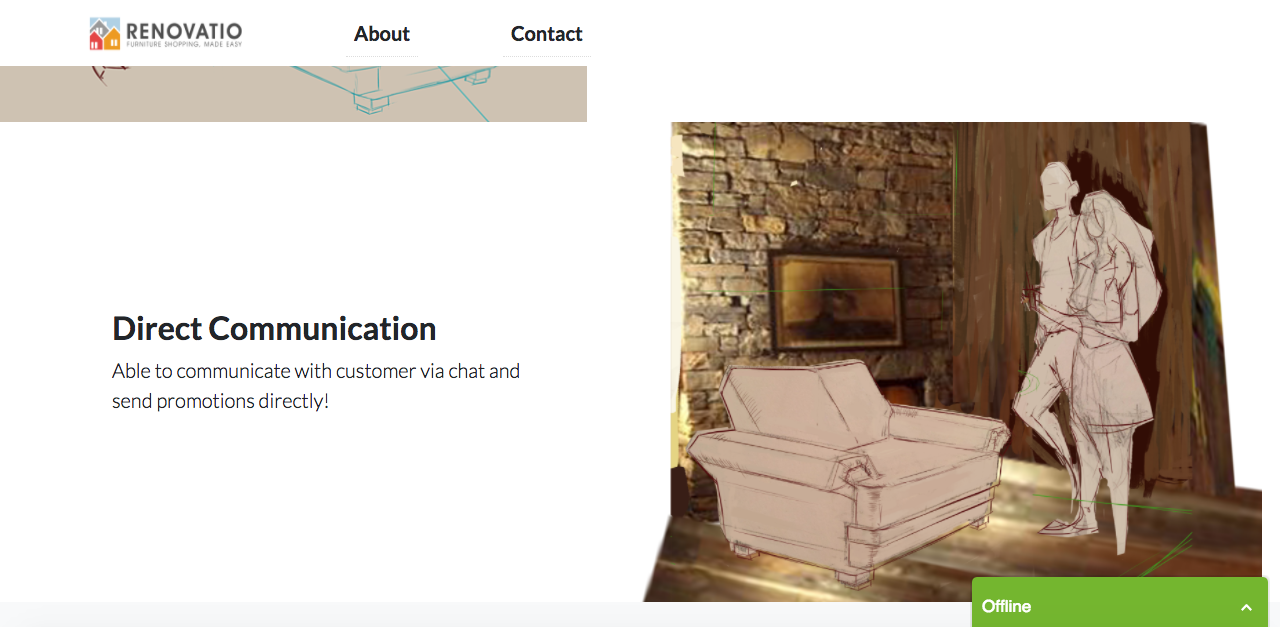 RENOVATIO
FURNITURE SHOPPING, MADE EASY
About
Contact
Direct Communication
Able to communicate with customer via chat and
send promotions directly!
Offline